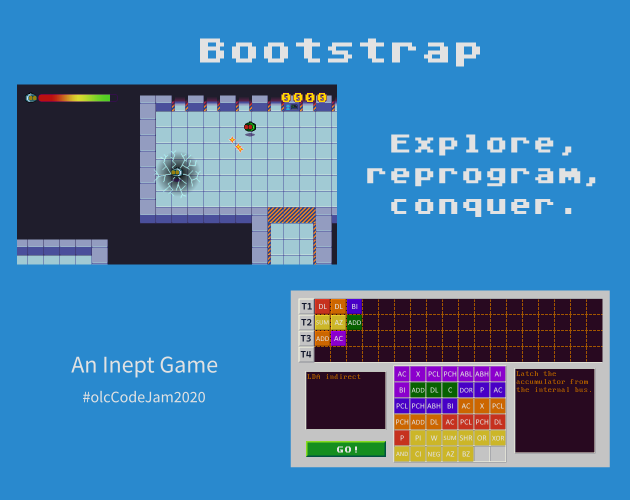 Bootstrap
Explore,
reprogram,
conquer.
An Inept Game
#olcCodeJam2020
T1 DL DL BI
T2 SUM AZ ADD
T3 ADD AC
T4
LDA indirect
GO!
AC X PCL PCH ABL ABH AI
BI ADD DL C DOR P AC
PCL PCH ABH BI AC X PCL
PCH ADD DL AC PCL PCH DL
P PI W SUM SHR OR XOR
AND CI NEG AZ BZ
Latch the
accumulator from
the internal bus.